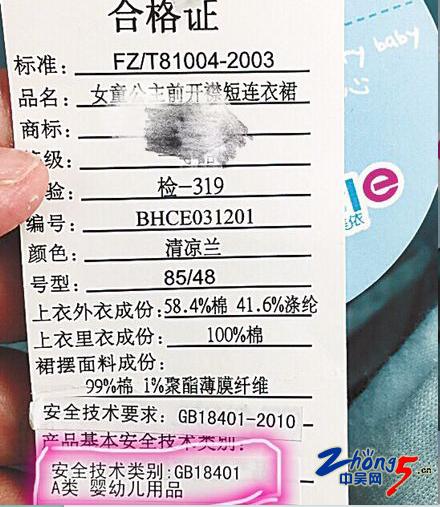 合格证
标准: FZ/T81004-2003
品名: 女童公主前开襟短连衣裙
商标:
级:
验: 检-319
编号: BHCE031201
颜色: 清凉兰
号型: 85/48
上衣外衣成份: 58.4%棉 41.6%涤纶
上衣里衣成份: 100%棉
裙摆面料成份:
99%棉 1%聚酯薄膜纤维
安全技术要求: GB18401-2010
产品基本安全技术类别:
安全技术类别:GB18401
A类 婴幼儿用品
baby
le
依
Zhong5.cn
中吴网